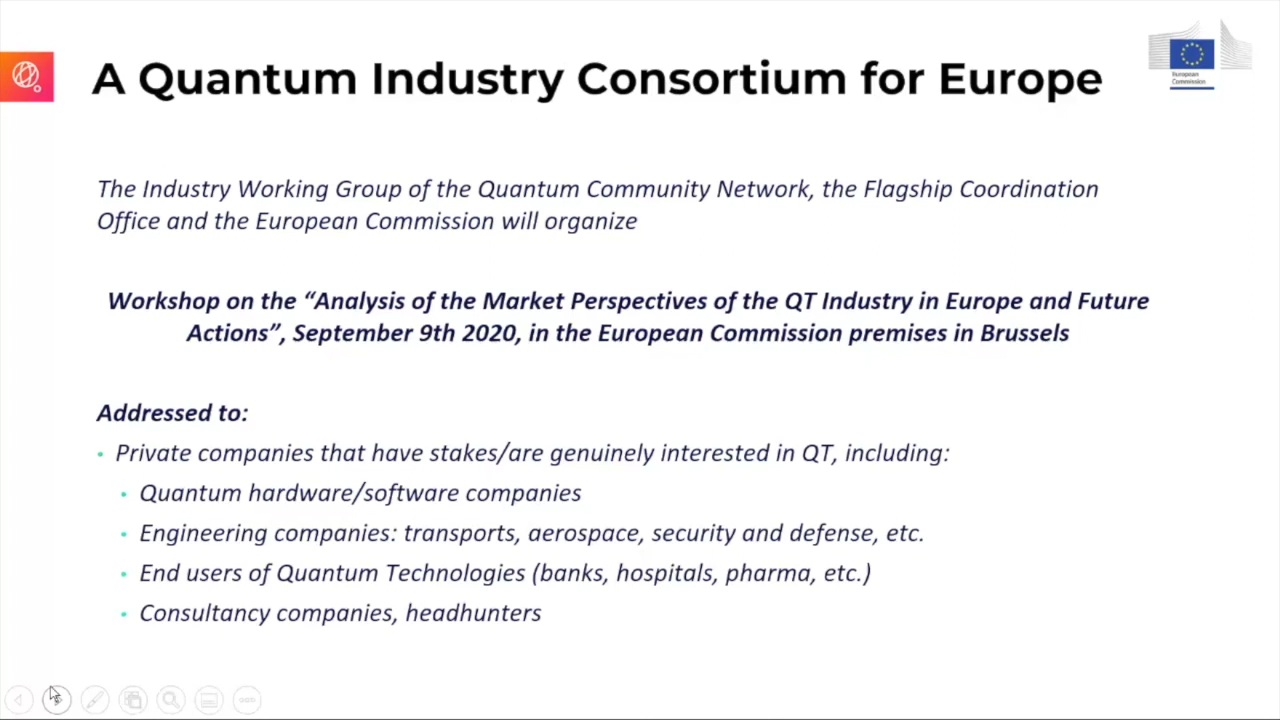 A Quantum Industry Consortium for Europe
European
Commission
The Industry Working Group of the Quantum Community Network, the Flagship Coordination
Office and the European Commission will organize
Workshop on the “Analysis of the Market Perspectives of the QT Industry in Europe and Future
Actions”, September 9th 2020, in the European Commission premises in Brussels
Addressed to:
• Private companies that have stakes/are genuinely interested in QT, including:
• Quantum hardware/software companies
• Engineering companies: transports, aerospace, security and defense, etc.
• End users of Quantum Technologies (banks, hospitals, pharma, etc.)
• Consultancy companies, headhunters